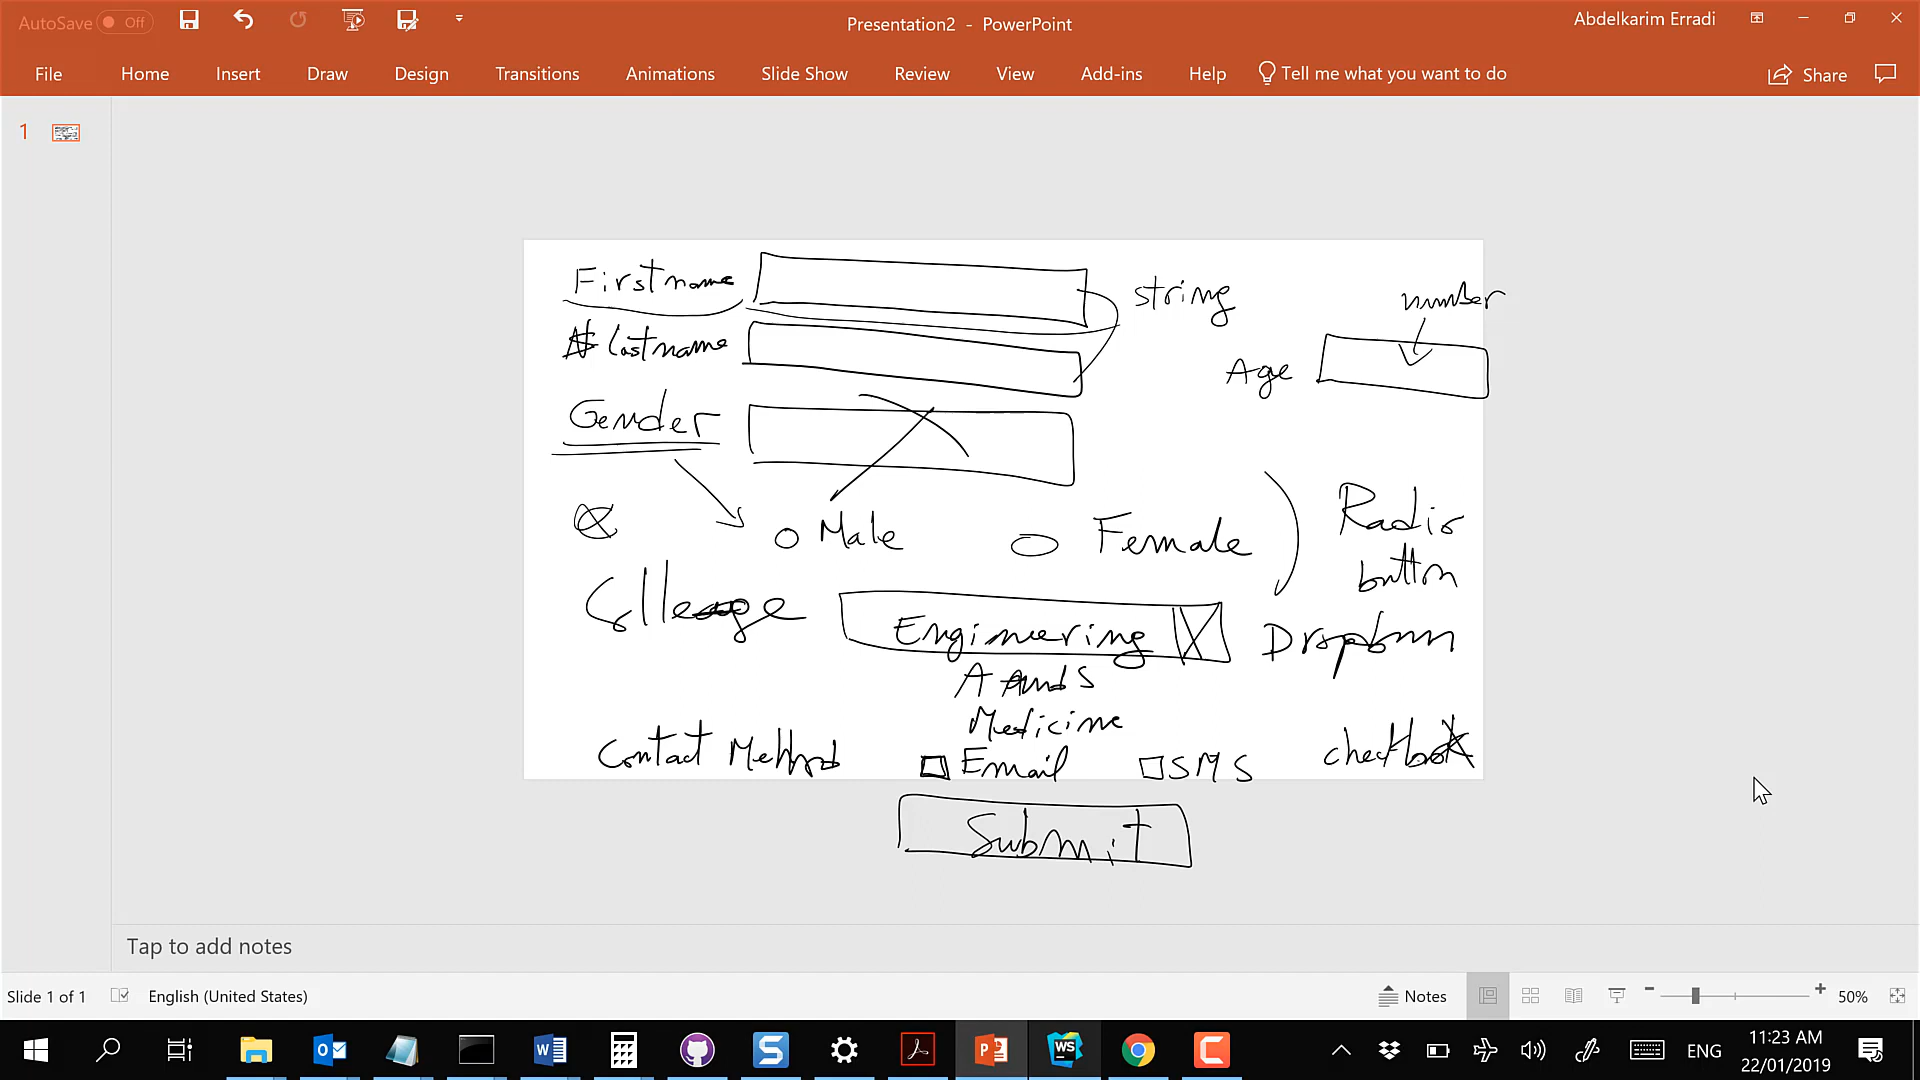 AutoSave Off
Presentation2 - PowerPoint
Abdelkarim Erradi
File Home Insert Draw Design Transitions Animations Slide Show Review View Add-ins Help Tell me what you want to do
Share
1
Firstname
string
number
lastname
Age
Gender
Male Female
Radio
button
College
Engineering
Dropdown
A and S
Medicine
Contact Method Email SMS
checkbox
Submit
Tap to add notes
Slide 1 of 1 English (United States) Notes 50%
ENG
11:23 AM
22/01/2019